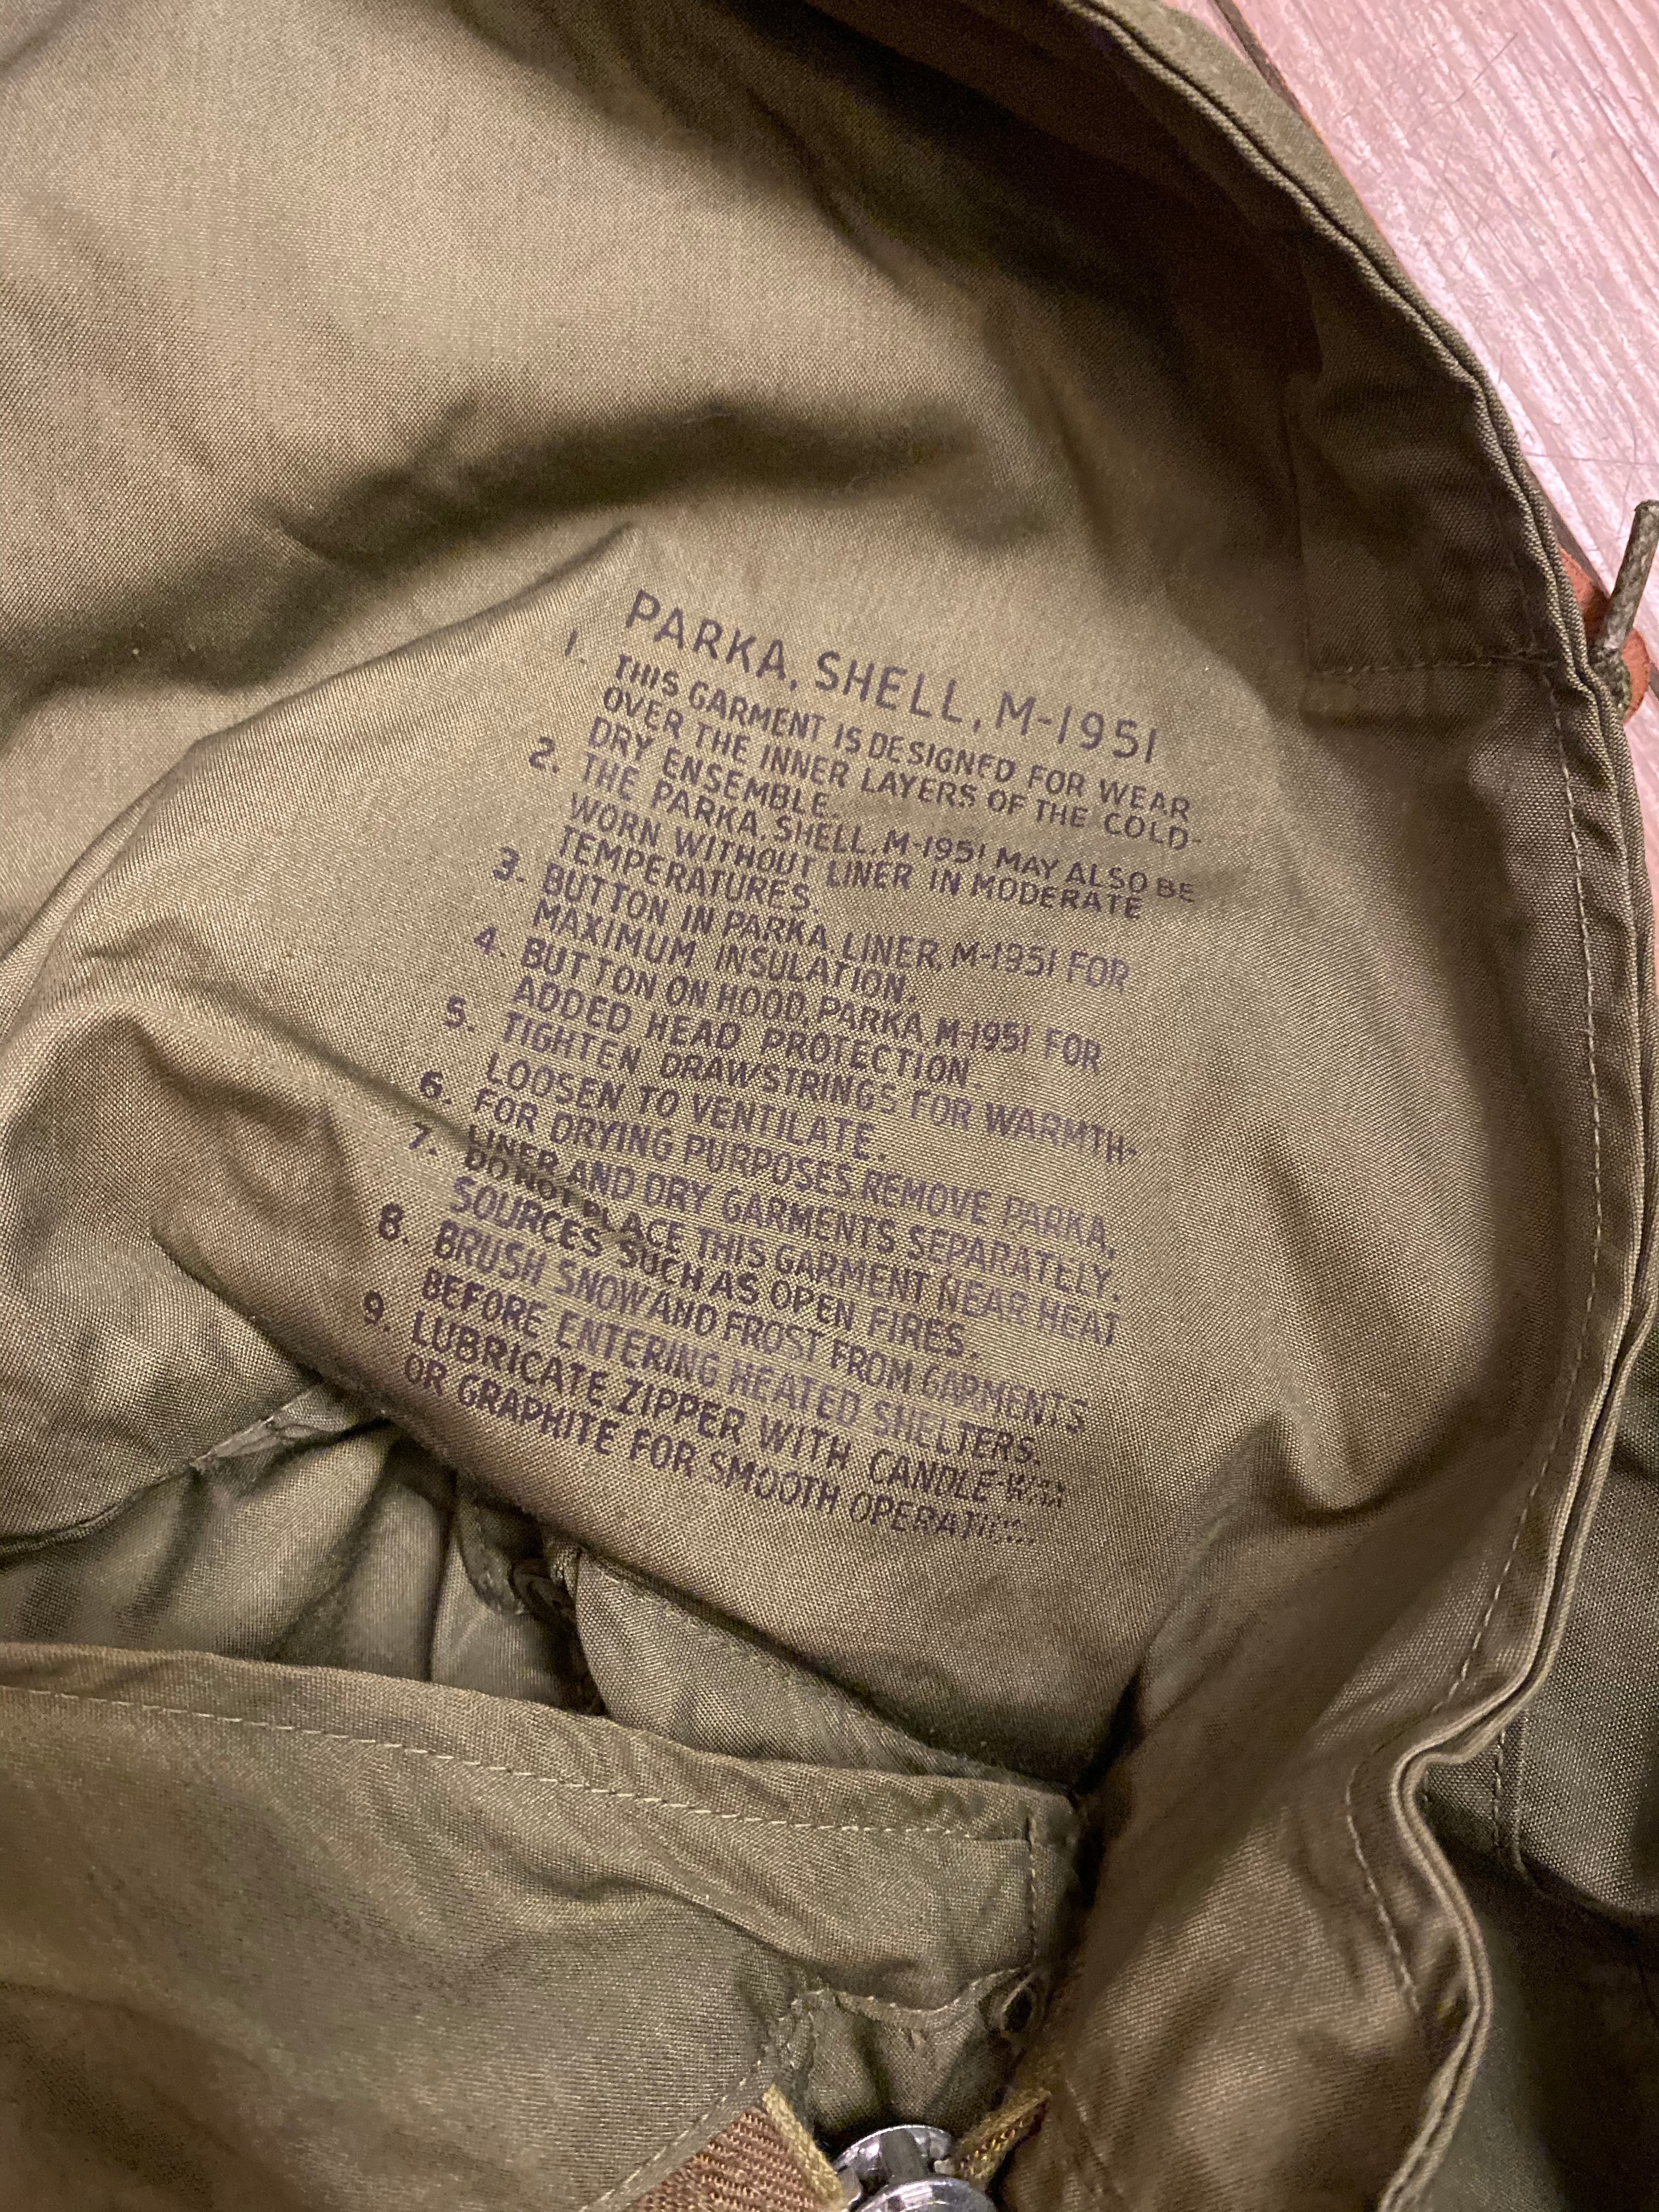 PARKA, SHELL, M-1951
1. THIS GARMENT IS DESIGNED FOR WEAR
OVER THE INNER LAYERS OF THE COLD-
DRY ENSEMBLE.
2. THE PARKA, SHELL, M-1951 MAY ALSO BE
WORN WITHOUT LINER IN MODERATE
TEMPERATURES.
3. BUTTON IN PARKA LINER, M-1951 FOR
MAXIMUM INSULATION.
4. BUTTON ON HOOD, PARKA, M-1951 FOR
ADDED HEAD PROTECTION.
5. TIGHTEN DRAWSTRINGS FOR WARMTH-
LOOSEN TO VENTILATE.
6. FOR DRYING PURPOSES REMOVE PARKA,
LINER AND DRY GARMENTS SEPARATLLY.
7. DO NOT PLACE THIS GARMENT NEAR HEAT
SOURCES SUCH AS OPEN FIRES.
8. BRUSH SNOW AND FROST FROM GARMENTS
BEFORE ENTERING HEATED SHELTERS.
9. LUBRICATE ZIPPER WITH CANDLE-WAX
OR GRAPHITE FOR SMOOTH